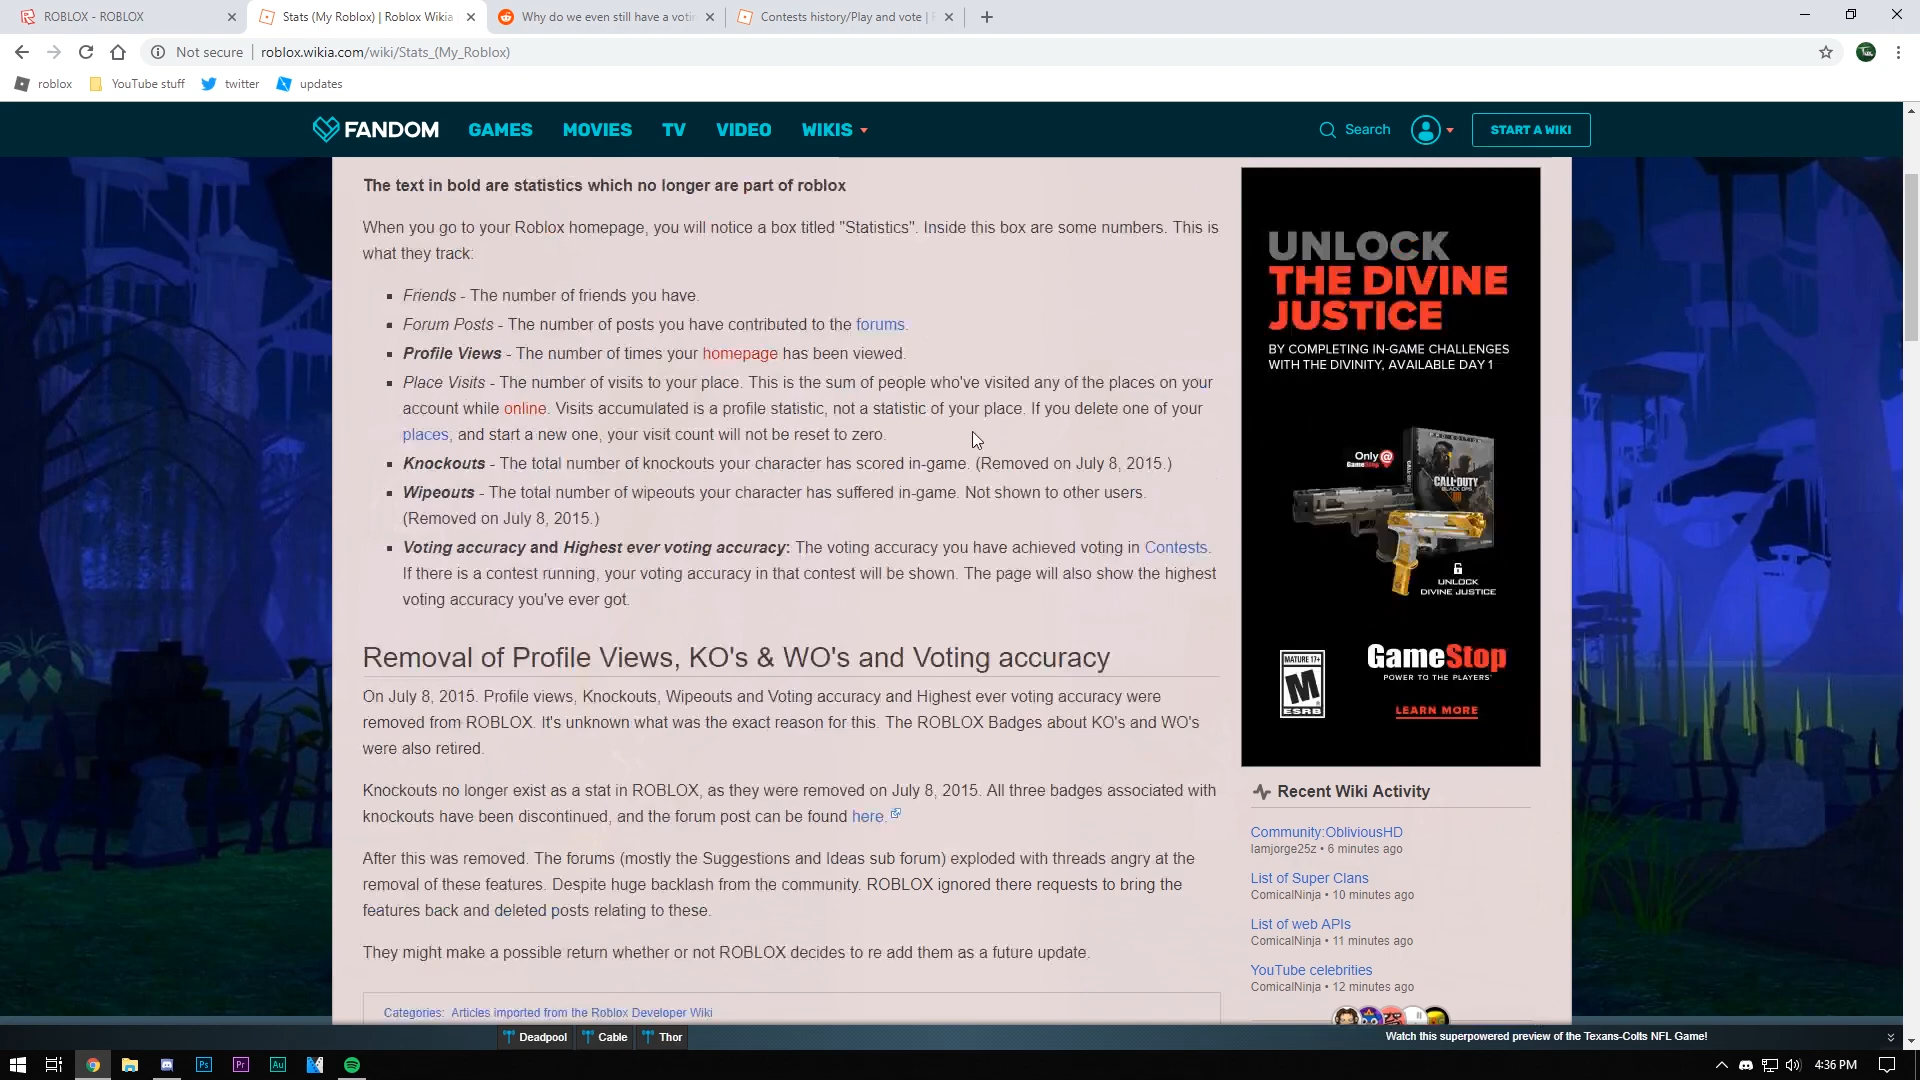 ROBLOX - ROBLOX
Stats (My Roblox) | Roblox Wikia
Why do we even still have a votin
Contests history/Play and vote |
Not secure | roblox.wikia.com/wiki/Stats_(My_Roblox)
roblox
YouTube stuff
twitter
updates
FANDOM
GAMES
MOVIES
TV
VIDEO
WIKIS
Search
START A WIKI
The text in bold are statistics which no longer are part of roblox
When you go to your Roblox homepage, you will notice a box titled "Statistics". Inside this box are some numbers. This is
what they track:
Friends - The number of friends you have.
Forum Posts - The number of posts you have contributed to the forums.
Profile Views - The number of times your homepage has been viewed.
Place Visits - The number of visits to your place. This is the sum of people who've visited any of the places on your
account while online. Visits accumulated is a profile statistic, not a statistic of your place. If you delete one of your
places, and start a new one, your visit count will not be reset to zero.
Knockouts - The total number of knockouts your character has scored in-game. (Removed on July 8, 2015.)
Wipeouts - The total number of wipeouts your character has suffered in-game. Not shown to other users.
(Removed on July 8, 2015.)
Voting accuracy and Highest ever voting accuracy: The voting accuracy you have achieved voting in Contests.
If there is a contest running, your voting accuracy in that contest will be shown. The page will also show the highest
voting accuracy you've ever got.
Removal of Profile Views, KO's & WO's and Voting accuracy
On July 8, 2015. Profile views, Knockouts, Wipeouts and Voting accuracy and Highest ever voting accuracy were
removed from ROBLOX. It's unknown what was the exact reason for this. The ROBLOX Badges about KO's and WO's
were also retired.
Knockouts no longer exist as a stat in ROBLOX, as they were removed on July 8, 2015. All three badges associated with
knockouts have been discontinued, and the forum post can be found here.
After this was removed. The forums (mostly the Suggestions and Ideas sub forum) exploded with threads angry at the
removal of these features. Despite huge backlash from the community. ROBLOX ignored there requests to bring the
features back and deleted posts relating to these.
They might make a possible return whether or not ROBLOX decides to re add them as a future update.
Categories: Articles imported from the Roblox Developer Wiki
UNLOCK
THE DIVINE
JUSTICE
BY COMPLETING IN-GAME CHALLENGES
WITH THE DIVINITY, AVAILABLE DAY 1
Only @
GameStop
PRO EDITION
CALL OF DUTY
BLACK OPS
UNLOCK
DIVINE JUSTICE
MATURE 17+
M
ESRB
GameStop
POWER TO THE PLAYERS
LEARN MORE
Recent Wiki Activity
Community:ObliviousHD
Iamjorge25z • 6 minutes ago
List of Super Clans
ComicalNinja • 10 minutes ago
List of web APIs
ComicalNinja • 11 minutes ago
YouTube celebrities
ComicalNinja • 12 minutes ago
Deadpool
Cable
Thor
Watch this superpowered preview of the Texans-Colts NFL Game!
Ps
Pr
Au
4:36 PM